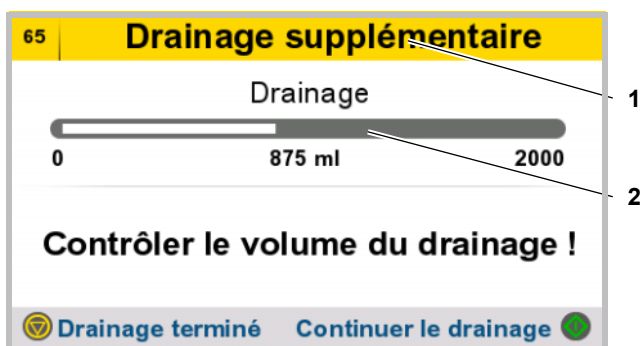 65 Drainage supplémentaire
1
Drainage
0 875 ml 2000
2
Contrôler le volume du drainage !
Drainage terminé Continuer le drainage